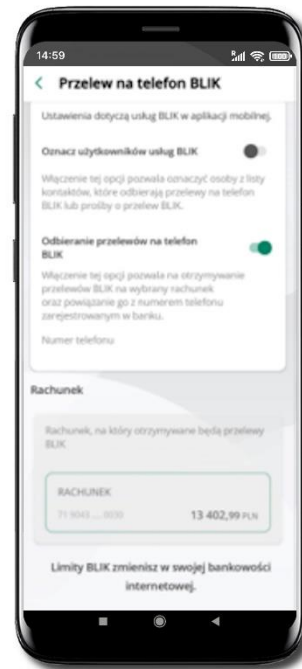 14:59
Przelew na telefon BLIK
Ustawienia dotyczą usług BLIK w aplikacji mobilnej.
Oznacz użytkowników usług BLIK
Włączenie tej opcji pozwala oznaczyć osoby z listy
kontaktów, które odbierają przelewy na telefon
BLIK lub prośby o przelew BLIK.
Odbieranie przelewów na telefon
BLIK
Włączenie tej opcji pozwala na otrzymywanie
przelewów BLIK na wybrany rachunek
oraz powiązanie go z numerem telefonu
zarejestrowanym w banku.
Numer telefonu
Rachunek
Rachunek, na który otrzymywane będą przelewy
BLIK
RACHUNEK
71 9043 ... 0030 13 402,99 PLN
Limity BLIK zmienisz w swojej bankowości
internetowej.